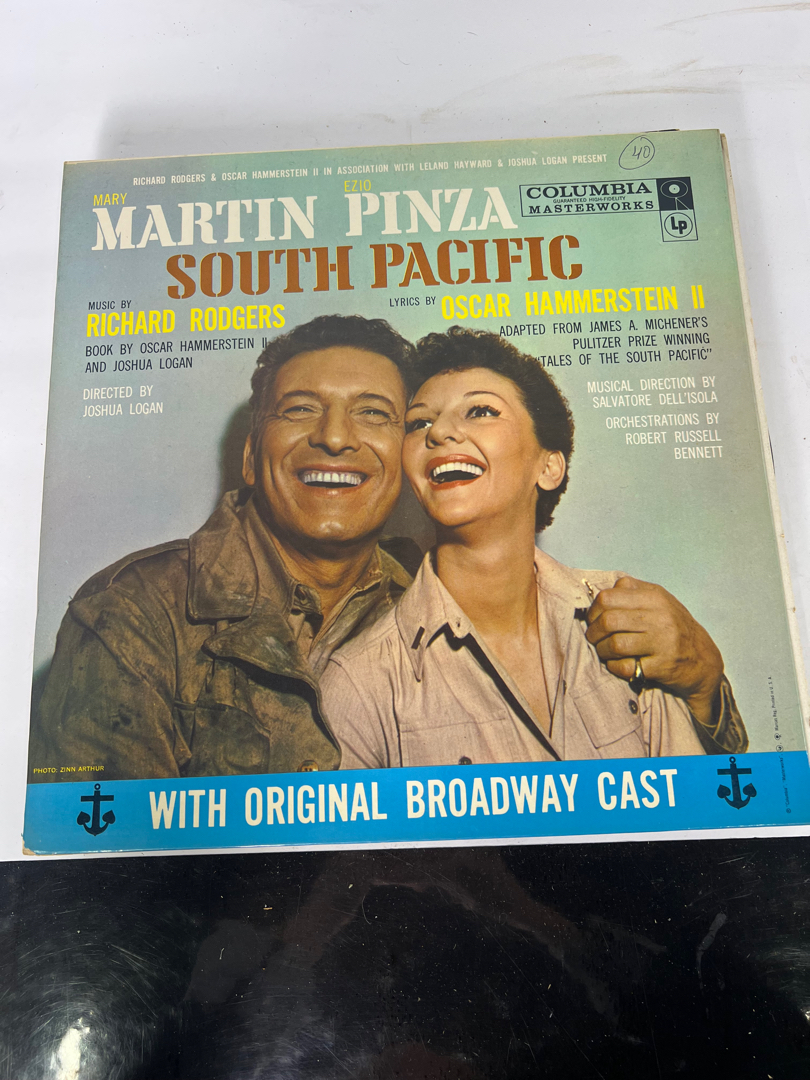 40
RICHARD RODGERS & OSCAR HAMMERSTEIN II IN ASSOCIATION WITH LELAND HAYWARD & JOSHUA LOGAN PRESENT
MARY
MARTIN
EZIO
PINZA
COLUMBIA
GUARANTEED HIGH-FIDELITY
MASTERWORKS
Lp
SOUTH PACIFIC
MUSIC BY
RICHARD RODGERS
LYRICS BY OSCAR HAMMERSTEIN II
BOOK BY OSCAR HAMMERSTEIN II
AND JOSHUA LOGAN
ADAPTED FROM JAMES A. MICHENER'S
PULITZER PRIZE WINNING
"TALES OF THE SOUTH PACIFIC"
DIRECTED BY
JOSHUA LOGAN
MUSICAL DIRECTION BY
SALVATORE DELL'ISOLA
ORCHESTRATIONS BY
ROBERT RUSSELL
BENNETT
PHOTO: ZINN ARTHUR
WITH ORIGINAL BROADWAY CAST